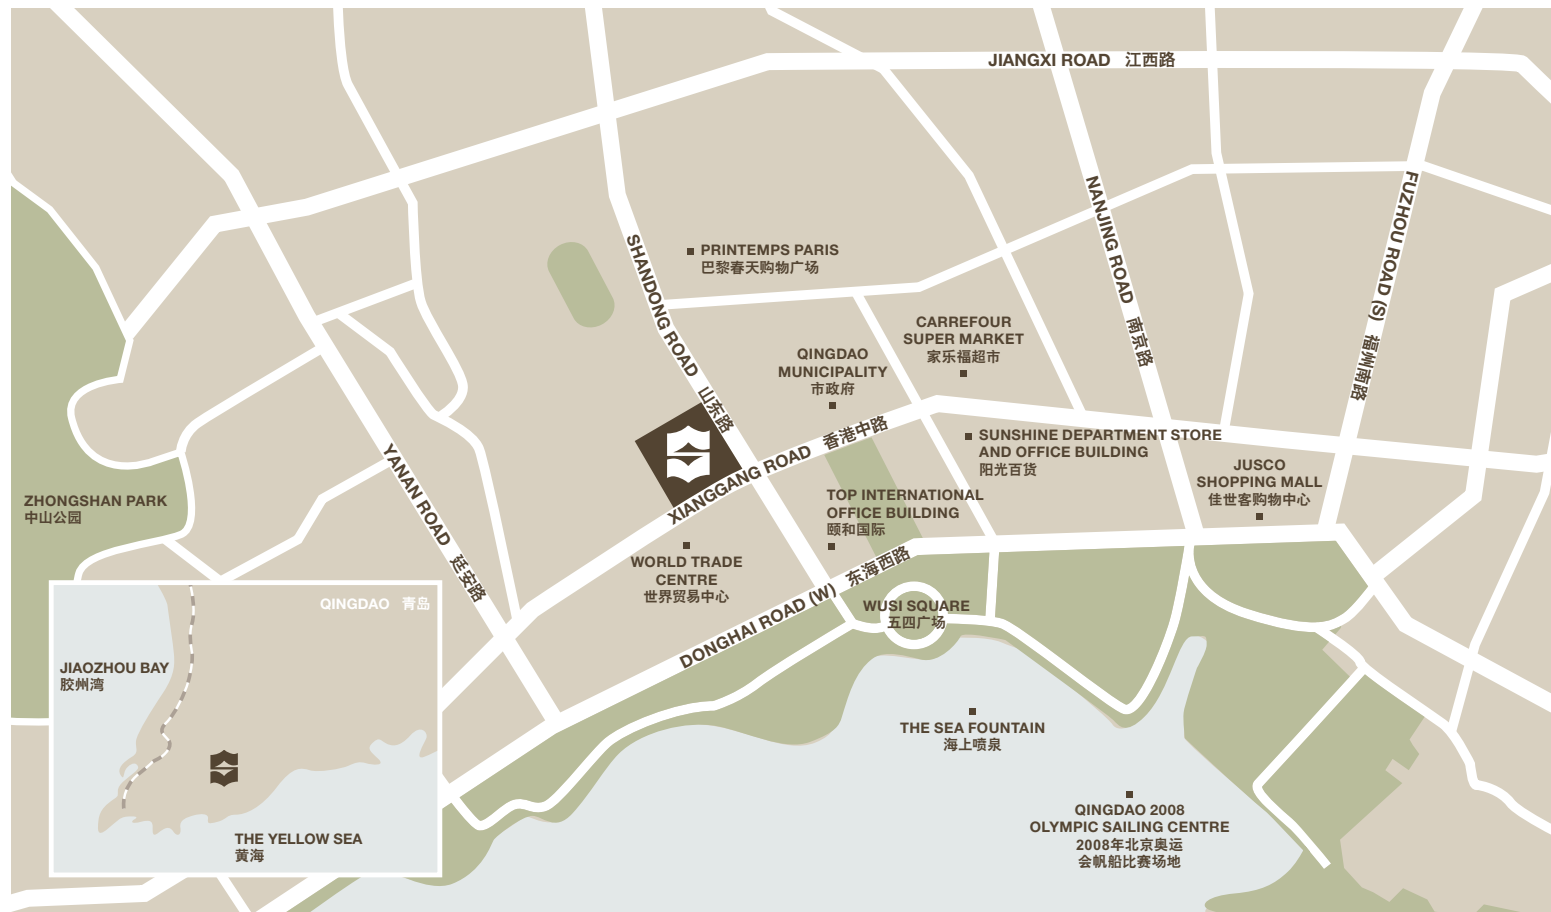 JIANGXI ROAD 江西路
NANJING ROAD 南京路
FUZHOU ROAD (S) 福州南路
SHANDONG ROAD 山东路
PRINTEMPS PARIS
巴黎春天购物广场
CARREFOUR
SUPER MARKET
家乐福超市
QINGDAO
MUNICIPALITY
市政府
XIANGGANG ROAD 香港中路
SUNSHINE DEPARTMENT STORE
AND OFFICE BUILDING
阳光百货
JUSCO
SHOPPING MALL
佳世客购物中心
YANAN ROAD 延安路
ZHONGSHAN PARK
中山公园
TOP INTERNATIONAL
OFFICE BUILDING
颐和国际
WORLD TRADE
CENTRE
世界贸易中心
DONGHAI ROAD (W) 东海西路
WUSI SQUARE
五四广场
QINGDAO 青岛
JIAOZHOU BAY
胶州湾
THE YELLOW SEA
黄海
THE SEA FOUNTAIN
海上喷泉
QINGDAO 2008
OLYMPIC SAILING CENTRE
2008年北京奥运
会帆船比赛场地